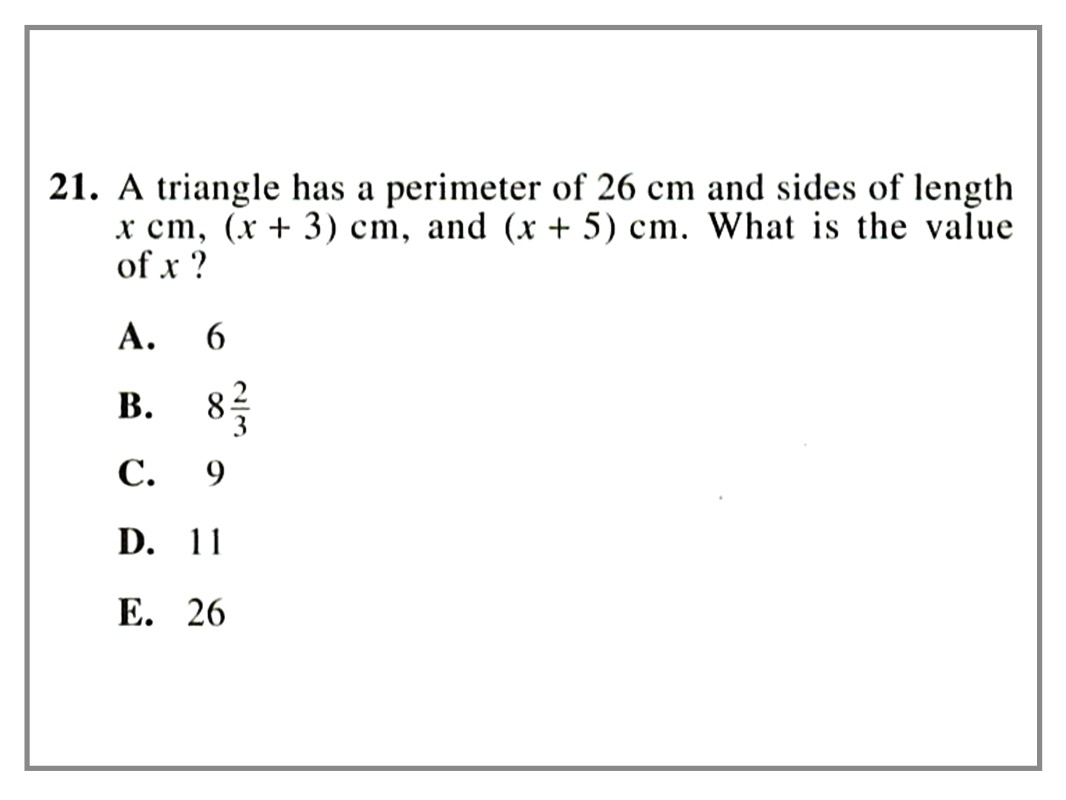 21. A triangle has a perimeter of 26 cm and sides of length
x cm, (x + 3) cm, and (x + 5) cm. What is the value
of x ?
A. 6
B. 8 2/3
C. 9
D. 11
E. 26